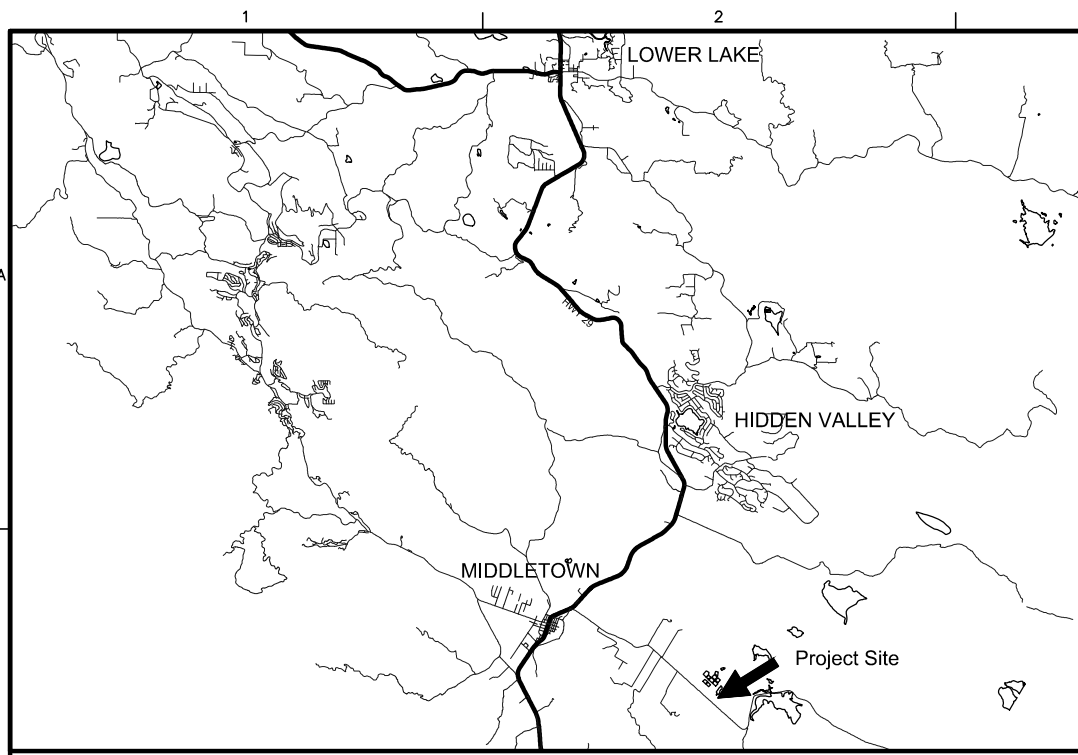 1 2
LOWER LAKE
A
HWY 29
HIDDEN VALLEY
MIDDLETOWN
Project Site